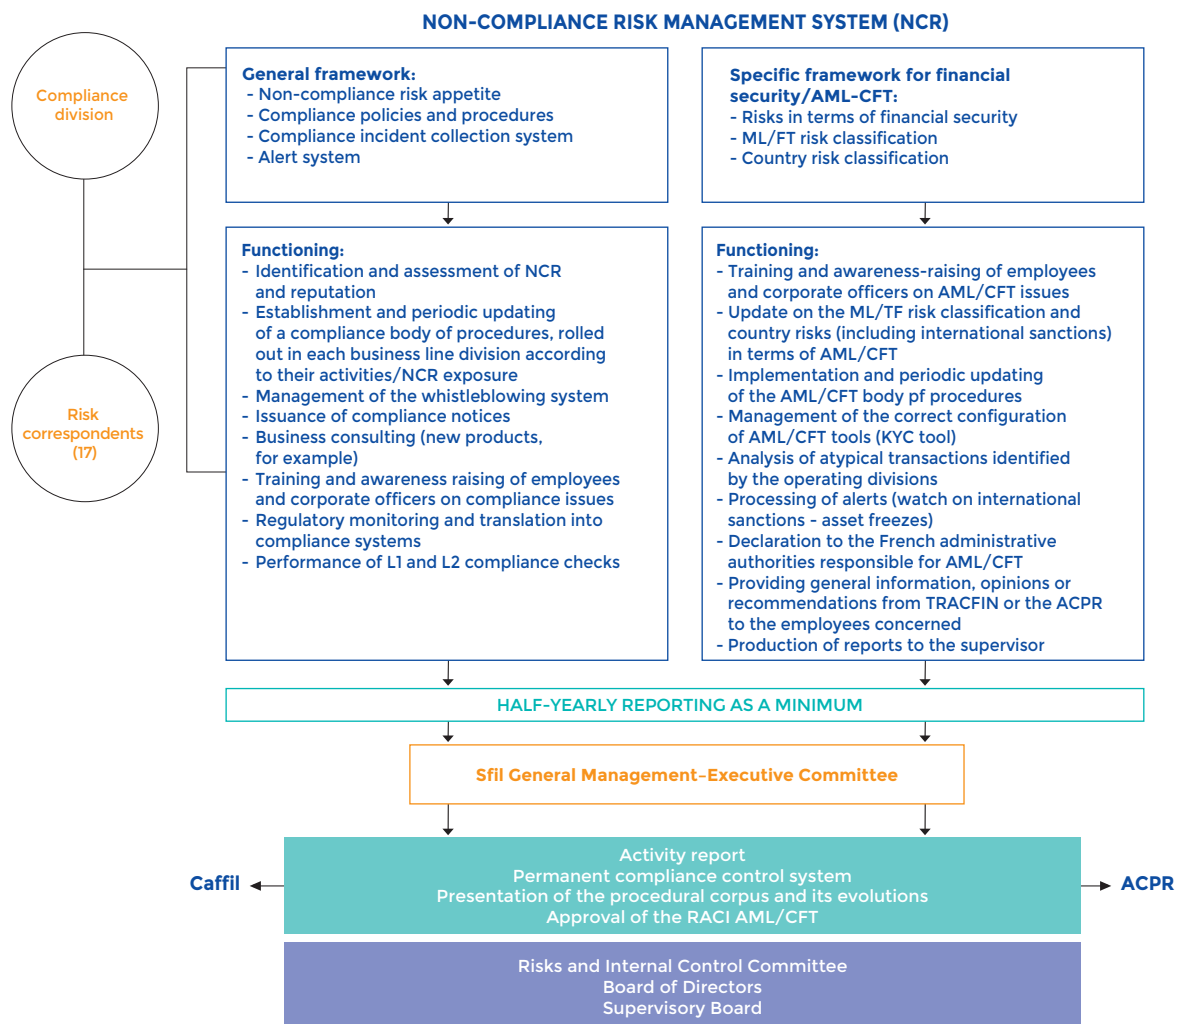 NON-COMPLIANCE RISK MANAGEMENT SYSTEM (NCR)
Compliance
division
Risk
correspondents
(17)
General framework:
- Non-compliance risk appetite
- Compliance policies and procedures
- Compliance incident collection system
- Alert system
Specific framework for financial
security/AML-CFT:
- Risks in terms of financial security
- ML/FT risk classification
- Country risk classification
Functioning:
- Identification and assessment of NCR
and reputation
- Establishment and periodic updating
of a compliance body of procedures, rolled
out in each business line division according
to their activities/NCR exposure
- Management of the whistleblowing system
- Issuance of compliance notices
- Business consulting (new products,
for example)
- Training and awareness raising of employees
and corporate officers on compliance issues
- Regulatory monitoring and translation into
compliance systems
- Performance of L1 and L2 compliance checks
Functioning:
- Training and awareness-raising of employees
and corporate officers on AML/CFT issues
- Update on the ML/TF risk classification and
country risks (including international sanctions)
in terms of AML/CFT
- Implementation and periodic updating
of the AML/CFT body pf procedures
- Management of the correct configuration
of AML/CFT tools (KYC tool)
- Analysis of atypical transactions identified
by the operating divisions
- Processing of alerts (watch on international
sanctions - asset freezes)
- Declaration to the French administrative
authorities responsible for AML/CFT
- Providing general information, opinions or
recommendations from TRACFIN or the ACPR
to the employees concerned
- Production of reports to the supervisor
HALF-YEARLY REPORTING AS A MINIMUM
Sfil General Management–Executive Committee
Caffil
Activity report
Permanent compliance control system
Presentation of the procedural corpus and its evolutions
Approval of the RACI AML/CFT
ACPR
Risks and Internal Control Committee
Board of Directors
Supervisory Board